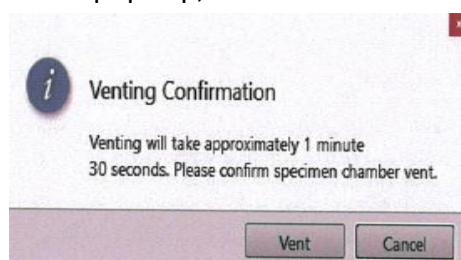 Venting Confirmation
Venting will take approximately 1 minute
30 seconds. Please confirm specimen chamber vent.
Vent Cancel